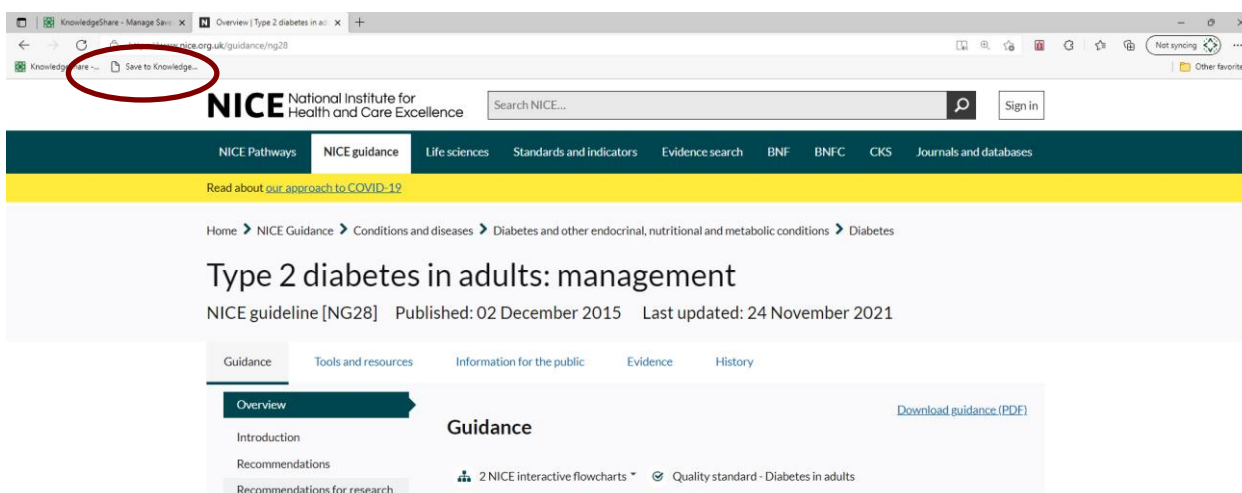 KnowledgeShare - Manage Save
Overview | Type 2 diabetes in ad
nice.org.uk/guidance/ng28
Not syncing
KnowledgeShare -...
Save to Knowledge...
Other favorite
NICE National Institute for
Health and Care Excellence
Search NICE...
Sign in
NICE Pathways NICE guidance Life sciences Standards and indicators Evidence search BNF BNFC CKS Journals and databases
Read about our approach to COVID-19
Home > NICE Guidance > Conditions and diseases > Diabetes and other endocrinal, nutritional and metabolic conditions > Diabetes
Type 2 diabetes in adults: management
NICE guideline [NG28] Published: 02 December 2015 Last updated: 24 November 2021
Guidance Tools and resources Information for the public Evidence History
Overview
Download guidance (PDF)
Guidance
Introduction
Recommendations
2 NICE interactive flowcharts Quality standard - Diabetes in adults
Recommendations for research